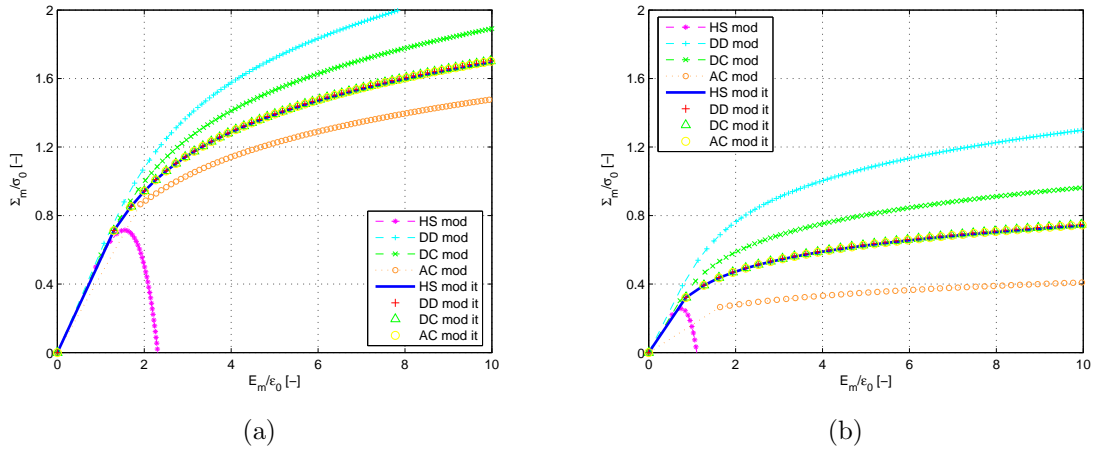 2
1.6
1.2
0.8
0.4
0
0 2 4 6 8 10
Σm/σ0 [−]
Em/ε0 [−]
HS mod
DD mod
DC mod
AC mod
HS mod it
DD mod it
DC mod it
AC mod it
(a)
2
1.6
1.2
0.8
0.4
0
0 2 4 6 8 10
Σm/σ0 [−]
Em/ε0 [−]
HS mod
DD mod
DC mod
AC mod
HS mod it
DD mod it
DC mod it
AC mod it
(b)